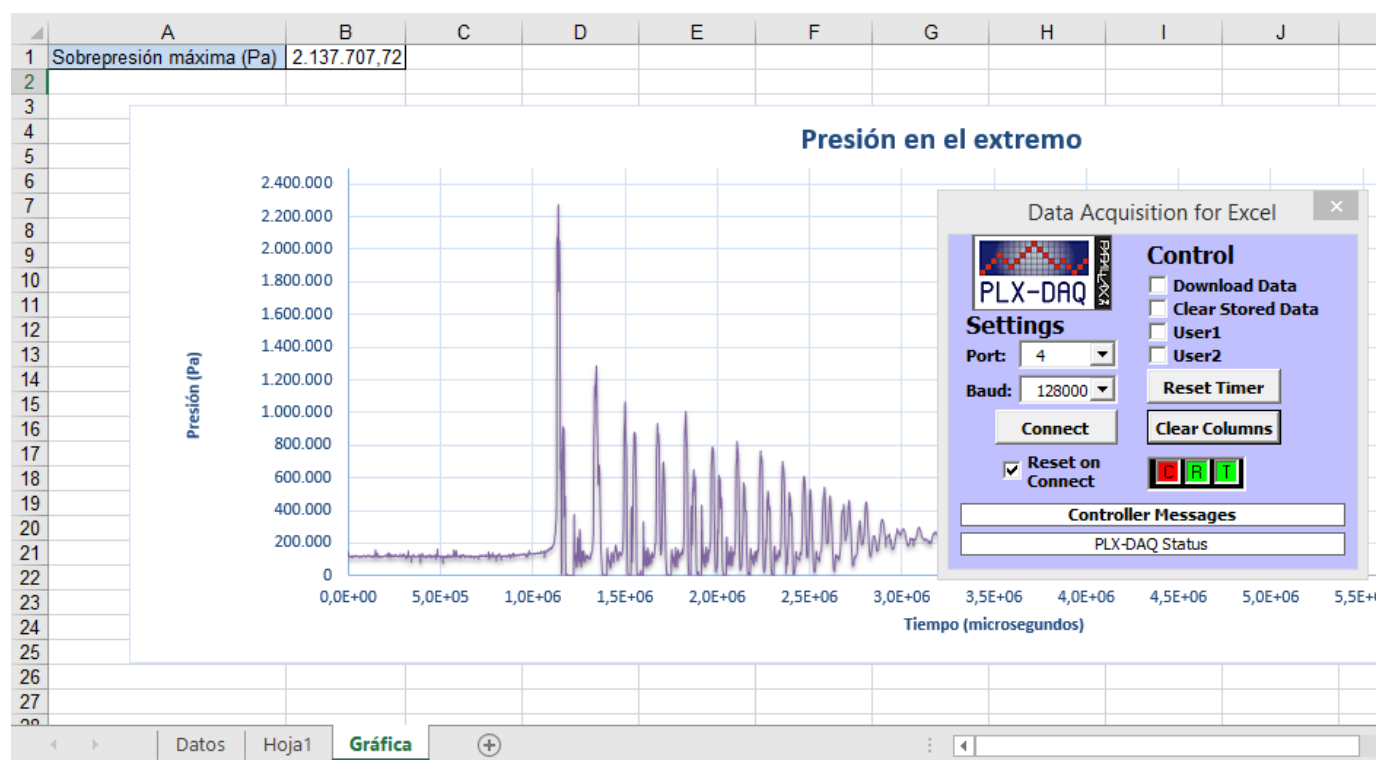 A B C D E F G H I J
1 Sobrepresión máxima (Pa) 2.137.707,72
2
3
4
5
6
7
8
9
10
11
12
13
14
15
16
17
18
19
20
21
22
23
24
25
26
27
28
Presión en el extremo
Presión (Pa)
2.400.000
2.200.000
2.000.000
1.800.000
1.600.000
1.400.000
1.200.000
1.000.000
800.000
600.000
400.000
200.000
0
0,0E+00 5,0E+05 1,0E+06 1,5E+06 2,0E+06 2,5E+06 3,0E+06 3,5E+06 4,0E+06 4,5E+06 5,0E+06 5,5E+
Tiempo (microsegundos)
Data Acquisition for Excel
PLX-DAQ
PARALLAX
Settings
Port: 4
Baud: 128000
Connect
Reset on
Connect
Control
Download Data
Clear Stored Data
User1
User2
Reset Timer
Clear Columns
C R T
Controller Messages
PLX-DAQ Status
Datos Hoja1 Gráfica